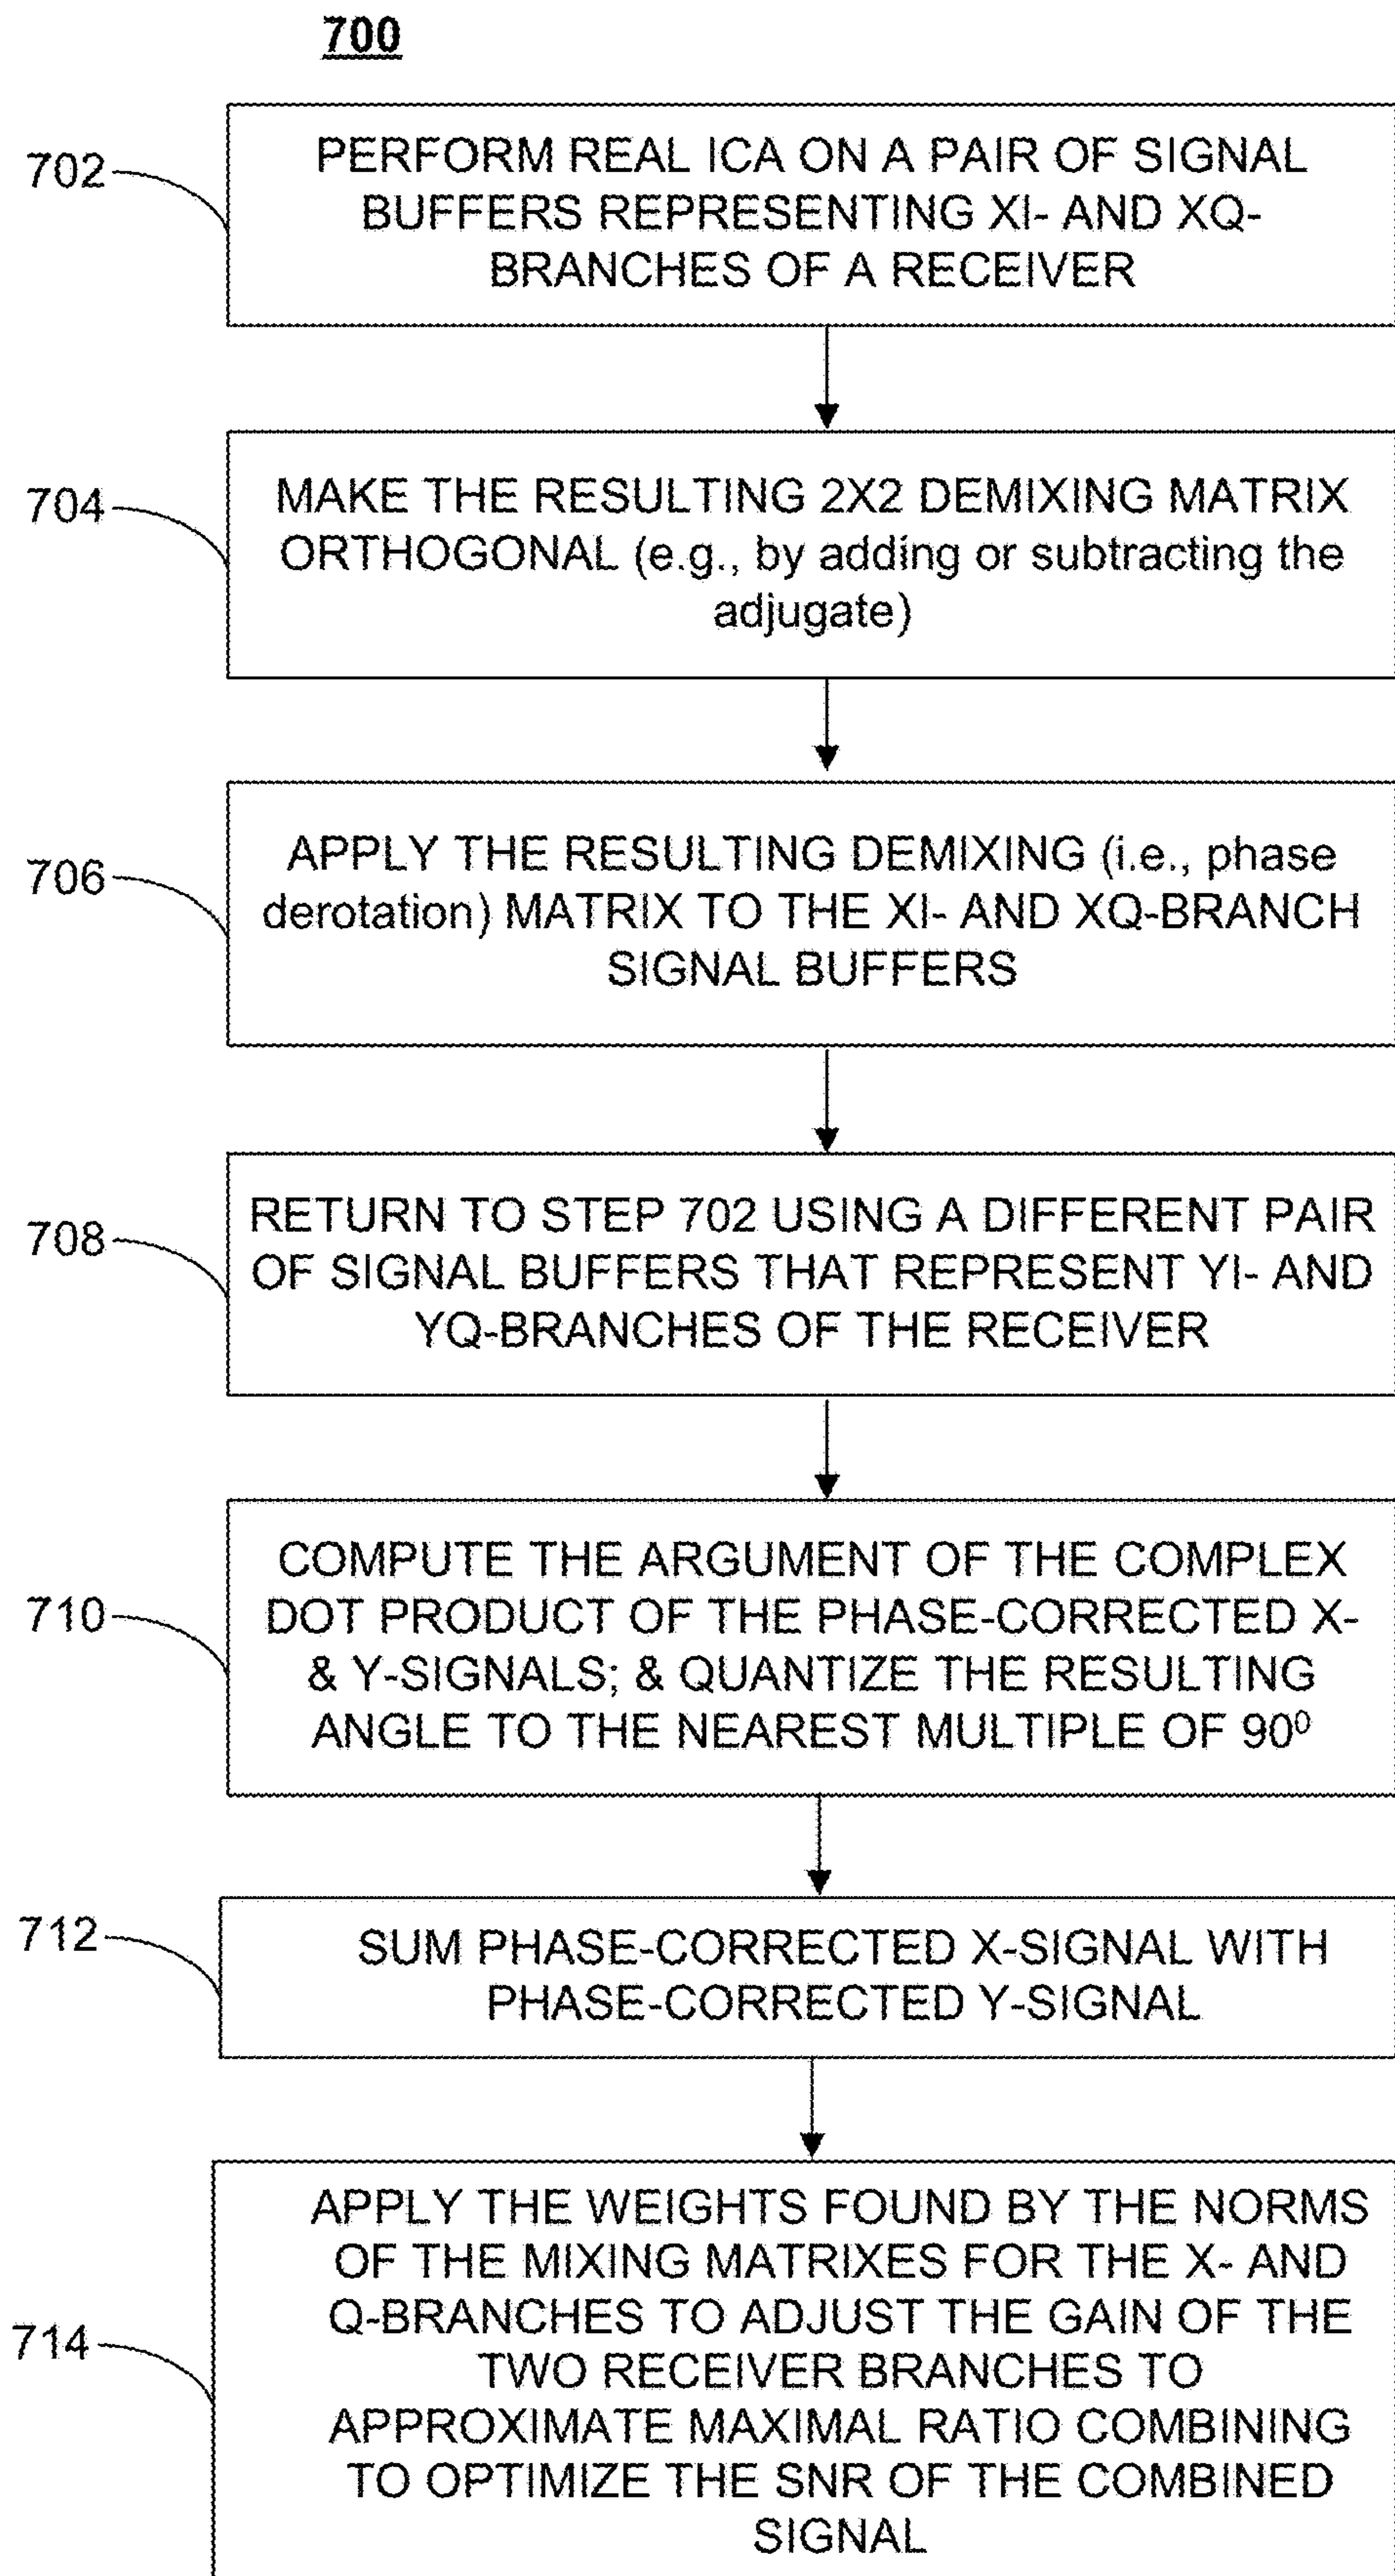 700
702
PERFORM REAL ICA ON A PAIR OF SIGNAL
BUFFERS REPRESENTING XI- AND XQ-
BRANCHES OF A RECEIVER
704
MAKE THE RESULTING 2X2 DEMIXING MATRIX
ORTHOGONAL (e.g., by adding or subtracting the
adjugate)
706
APPLY THE RESULTING DEMIXING (i.e., phase
derotation) MATRIX TO THE XI- AND XQ-BRANCH
SIGNAL BUFFERS
708
RETURN TO STEP 702 USING A DIFFERENT PAIR
OF SIGNAL BUFFERS THAT REPRESENT YI- AND
YQ-BRANCHES OF THE RECEIVER
710
COMPUTE THE ARGUMENT OF THE COMPLEX
DOT PRODUCT OF THE PHASE-CORRECTED X-
& Y-SIGNALS; & QUANTIZE THE RESULTING
ANGLE TO THE NEAREST MULTIPLE OF 90⁰
712
SUM PHASE-CORRECTED X-SIGNAL WITH
PHASE-CORRECTED Y-SIGNAL
714
APPLY THE WEIGHTS FOUND BY THE NORMS
OF THE MIXING MATRIXES FOR THE X- AND
Q-BRANCHES TO ADJUST THE GAIN OF THE
TWO RECEIVER BRANCHES TO
APPROXIMATE MAXIMAL RATIO COMBINING
TO OPTIMIZE THE SNR OF THE COMBINED
SIGNAL